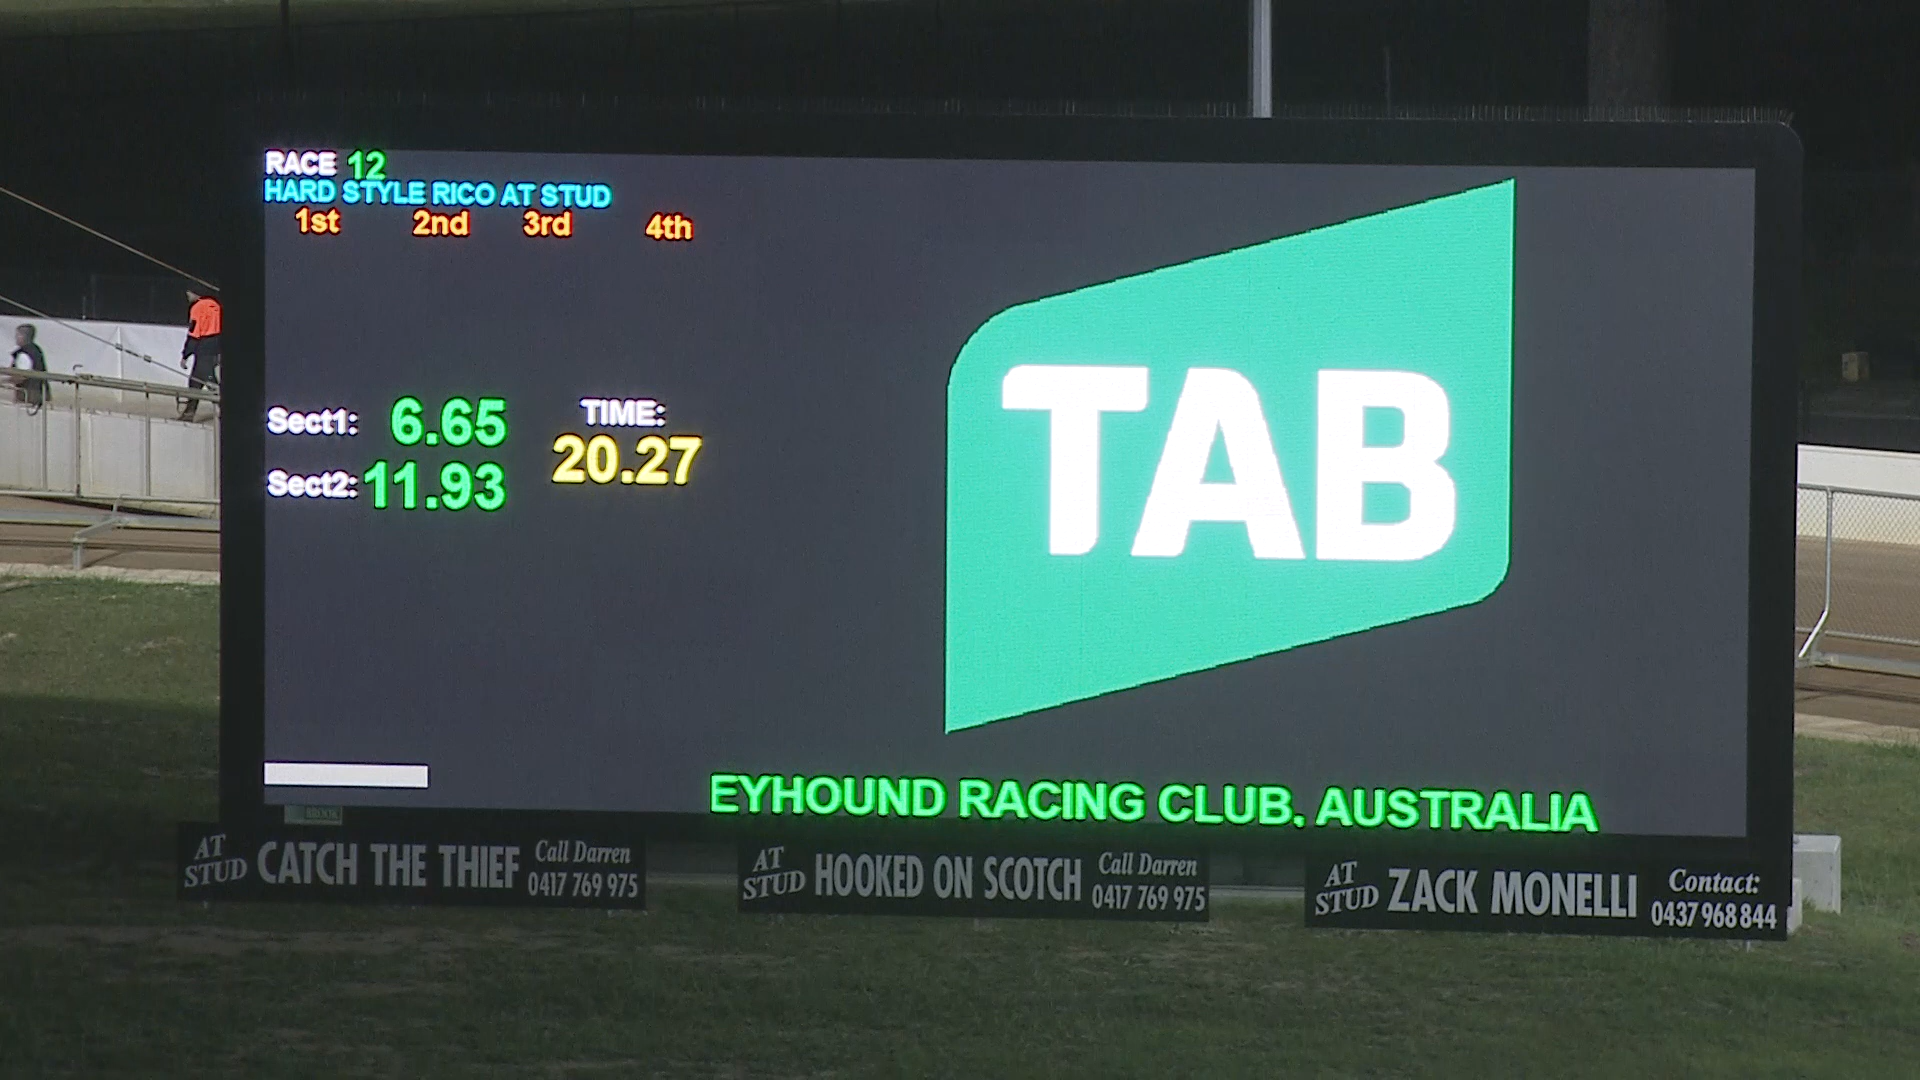 RACE 12
HARD STYLE RICO AT STUD
1st 2nd 3rd 4th
Sect1: 6.65
Sect2: 11.93
TIME:
20.27
TAB
EYHOUND RACING CLUB. AUSTRALIA
AT STUD CATCH THE THIEF Call Darren 0417 769 975
AT STUD HOOKED ON SCOTCH Call Darren 0417 769 975
AT STUD ZACK MONELLI Contact: 0437 968 844